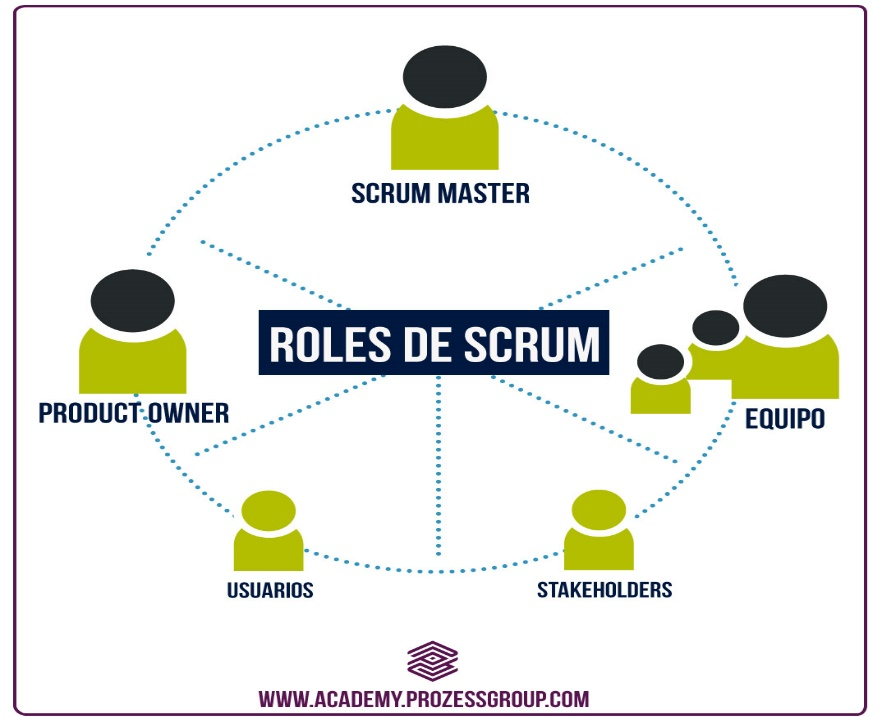 SCRUM MASTER
ROLES DE SCRUM
PRODUCT OWNER
EQUIPO
USUARIOS
STAKEHOLDERS
WWW.ACADEMY.PROZESSGROUP.COM